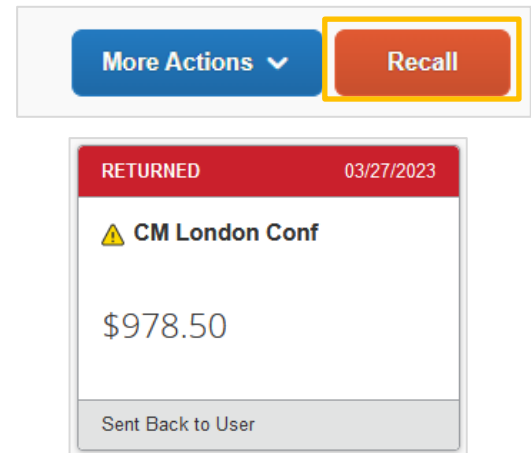 More Actions Recall
RETURNED 03/27/2023
CM London Conf
$978.50
Sent Back to User